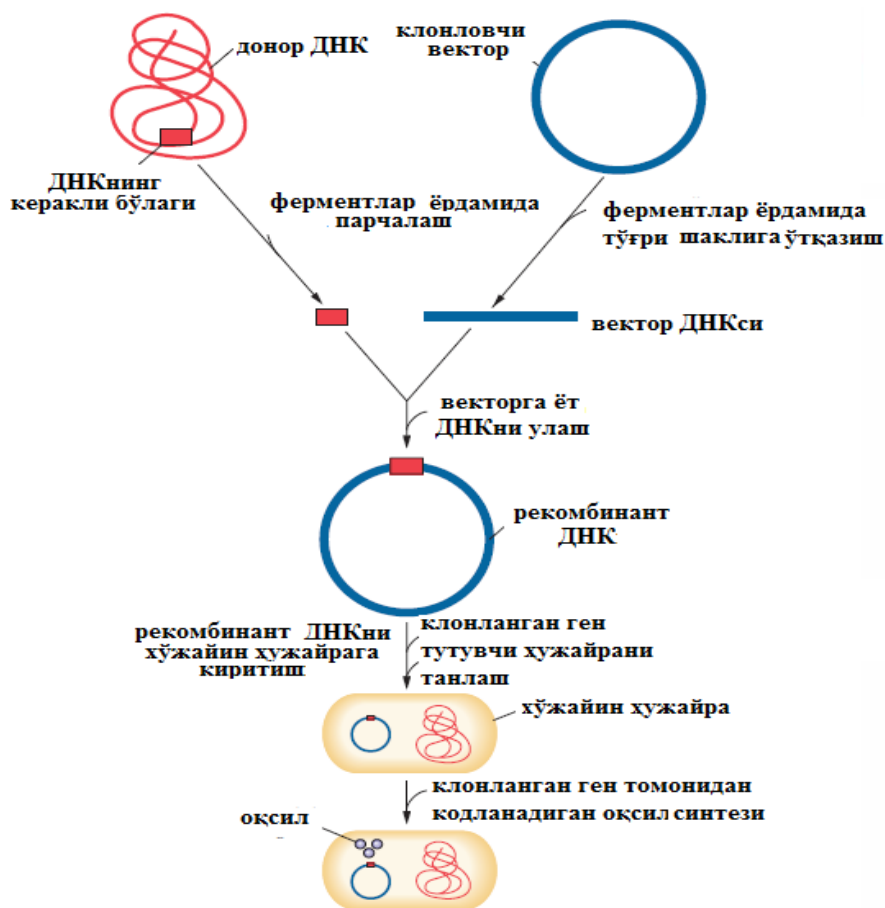 донор ДНК
клонловчи
вектор
ДНКнинг
керакли бўлаги
ферментлар ёрдамида
парчалаш
ферментлар ёрдамида
тўғри шаклига ўтқазиш
вектор ДНКси
векторга ёт
ДНКни улаш
рекомбинант
ДНК
рекомбинант ДНКни
хўжайин ҳужайрага
киритиш
клонланган ген
тутувчи ҳужайрани
танлаш
хўжайин ҳужайра
клонланган ген томонидан
кодланадиган оқсил синтези
оқсил